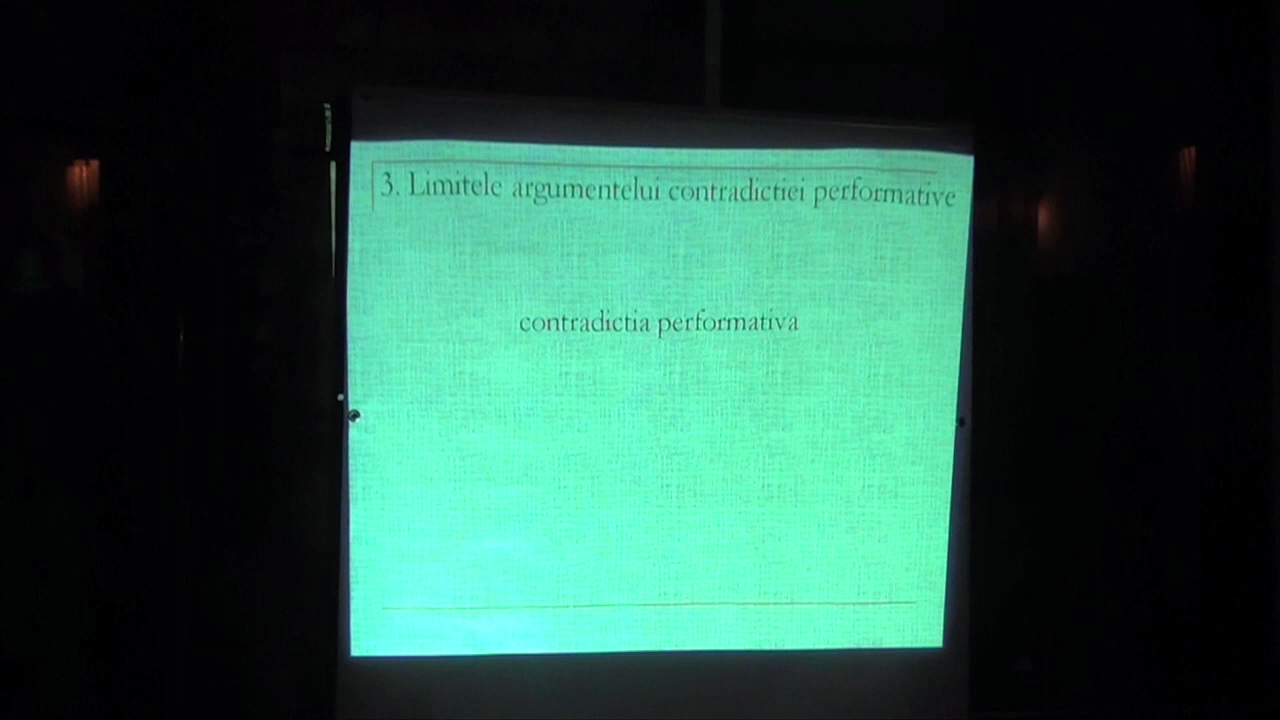 3. Limitele argumentelui contradictiei performative
contradictia performativa